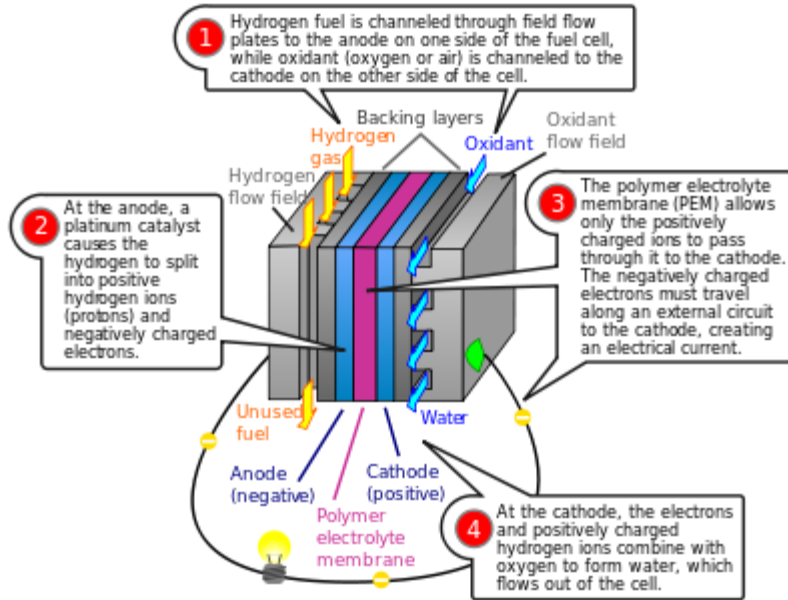 1
Hydrogen fuel is channeled through field flow
plates to the anode on one side of the fuel cell,
while oxidant (oxygen or air) is channeled to the
cathode on the other side of the cell.
Backing layers
Oxidant
flow field
Hydrogen
gas
Oxidant
Hydrogen
flow field
2
At the anode, a
platinum catalyst
causes the
hydrogen to split
into positive
hydrogen ions
(protons) and
negatively charged
electrons.
3
The polymer electrolyte
membrane (PEM) allows
only the positively
charged ions to pass
through it to the cathode.
The negatively charged
electrons must travel
along an external circuit
to the cathode, creating
an electrical current.
Unused
fuel
Water
Anode
(negative)
Cathode
(positive)
Polymer
electrolyte
membrane
4
At the cathode, the electrons
and positively charged
hydrogen ions combine with
oxygen to form water, which
flows out of the cell.